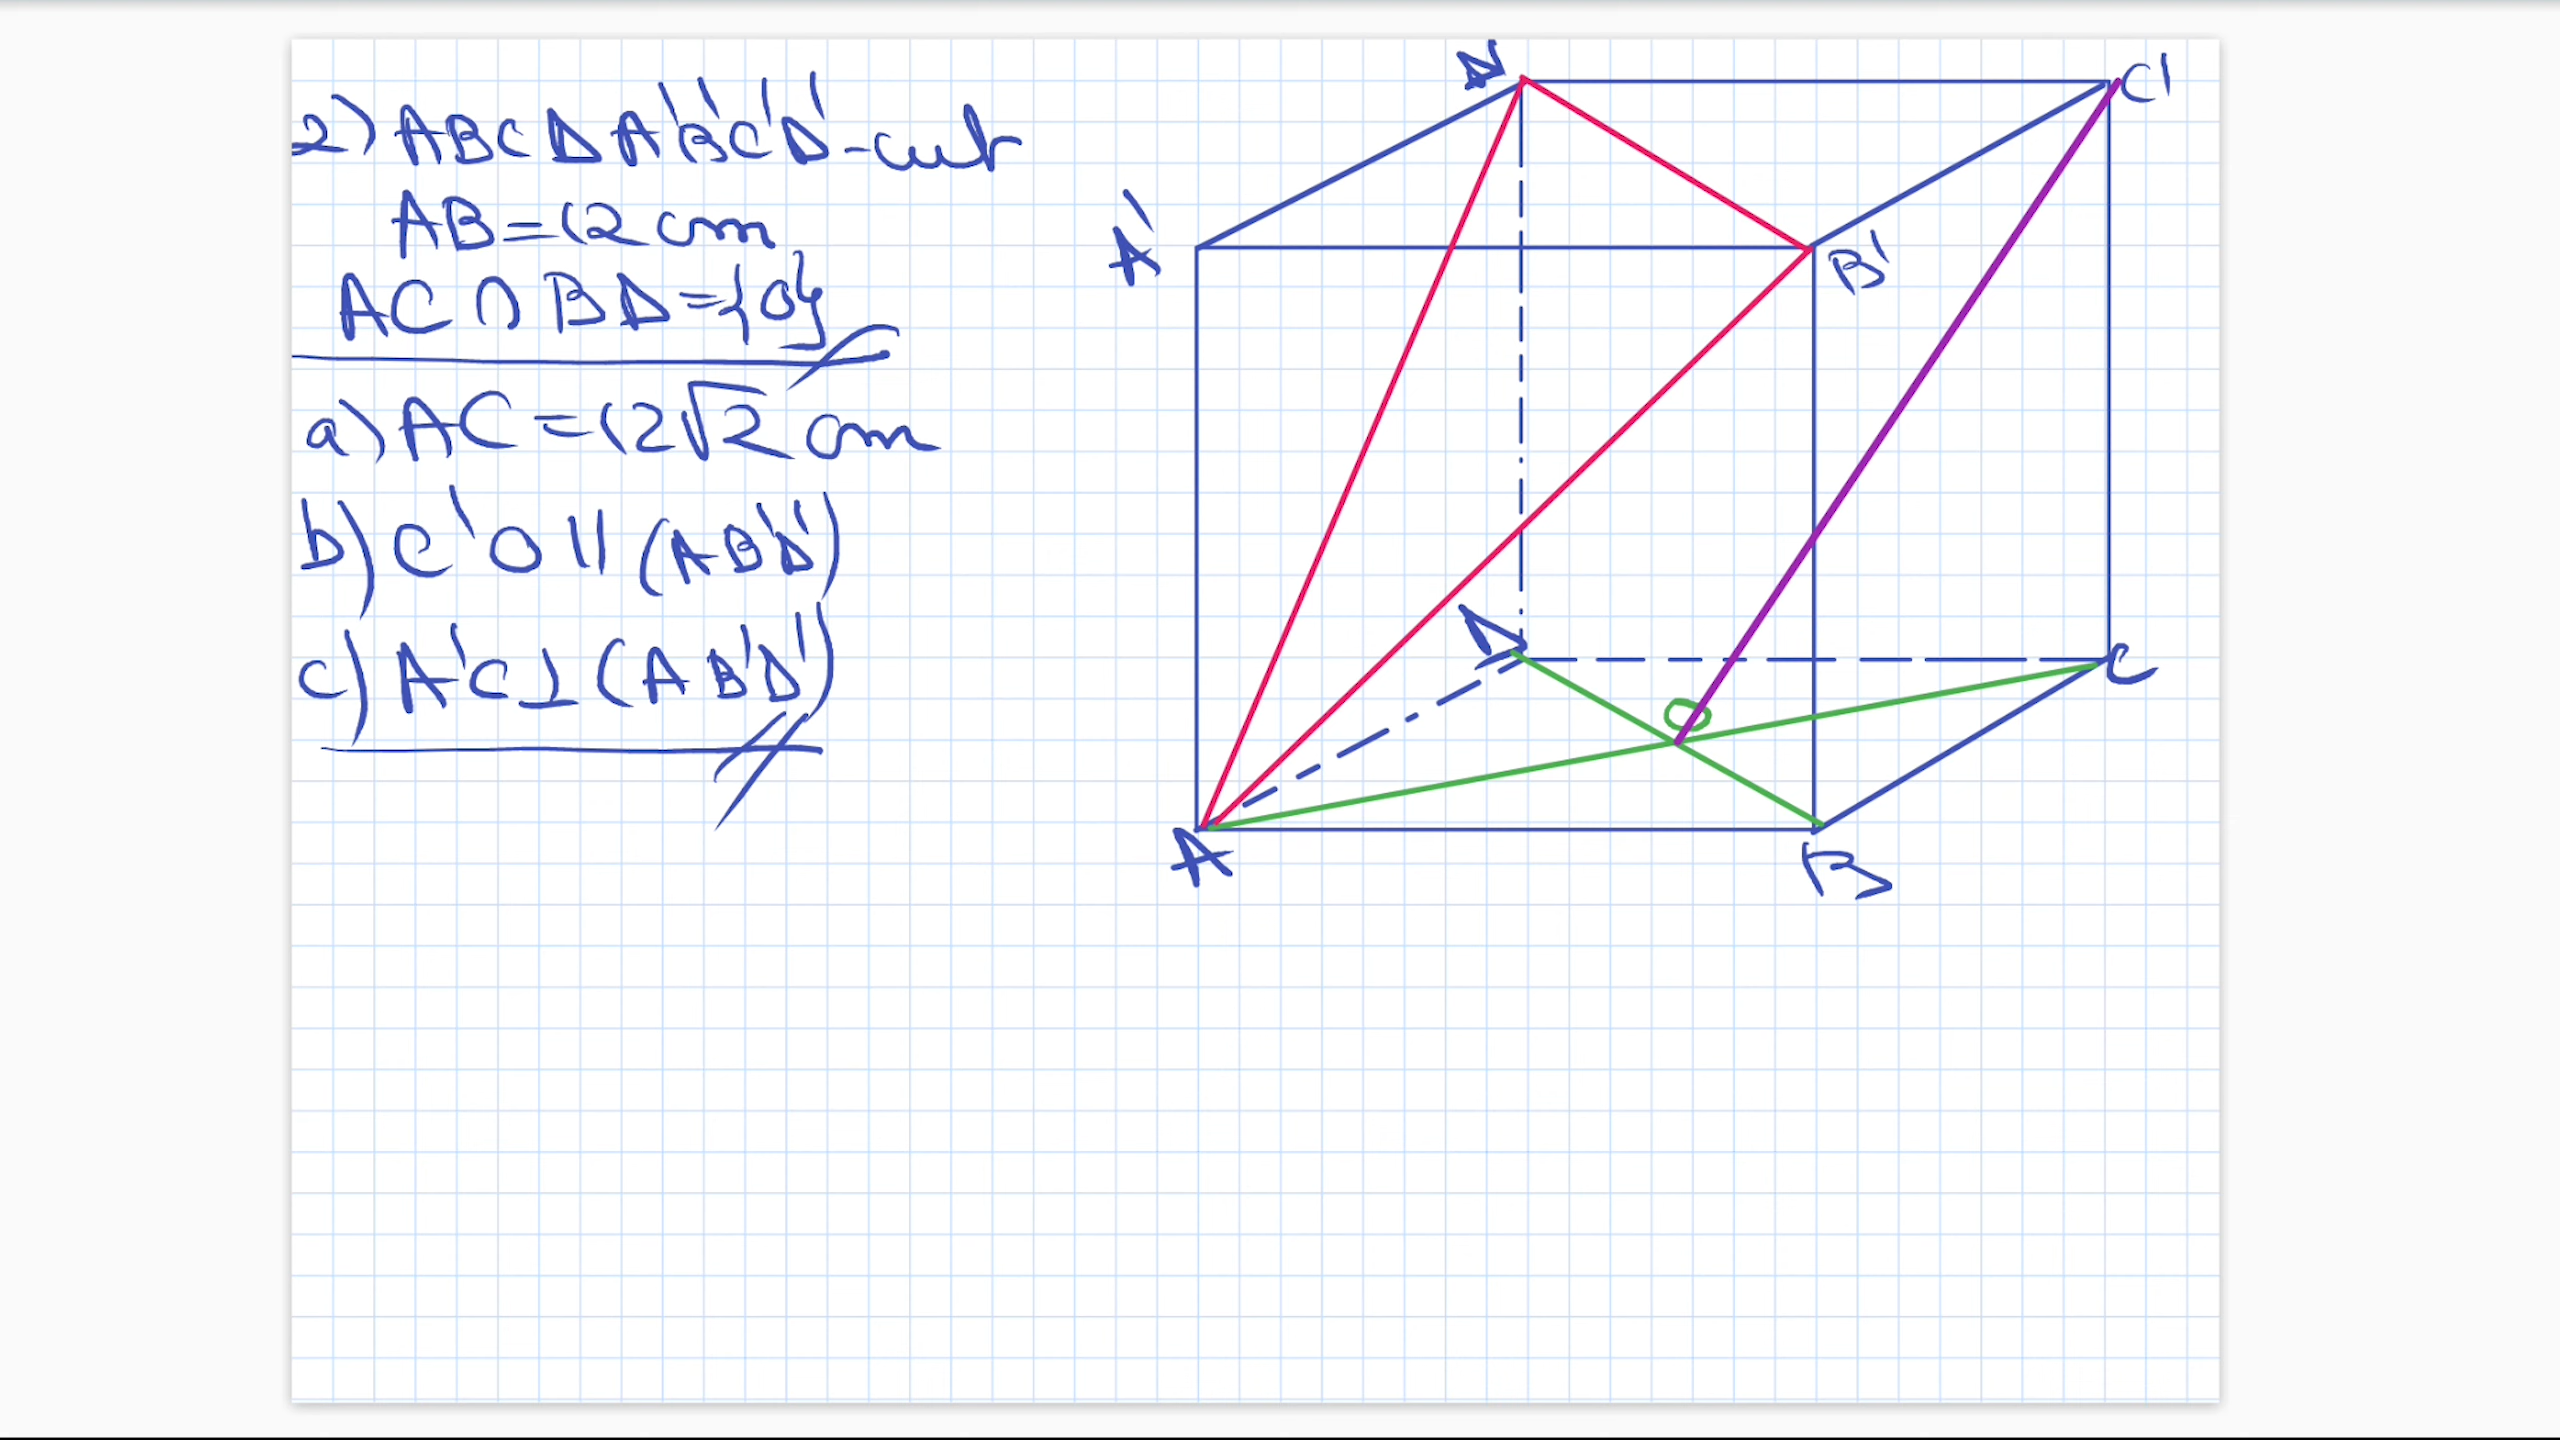 2) ABCDA'B'C'D' - cub
AB = 12 cm
AC ∩ BD = {O}
a) AC = 12√2 cm
b) C'O || (AB'D')
c) A'C ⊥ (AB'D')
D'
C'
A'
B'
D
C
O
A
B